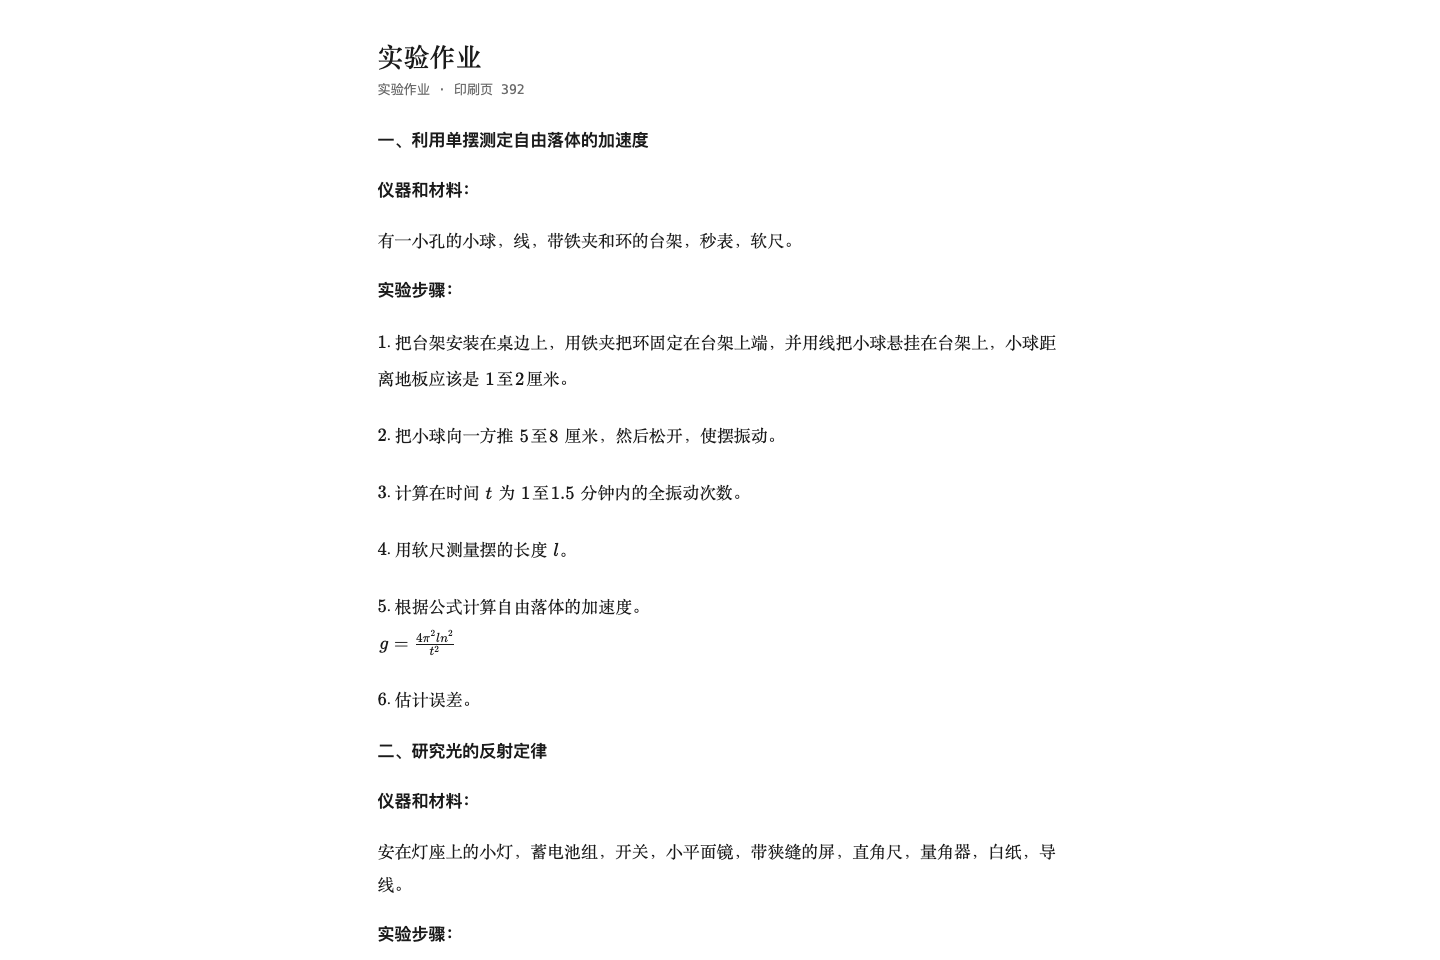 实验作业
实验作业 · 印刷页 392
一、利用单摆测定自由落体的加速度
仪器和材料：
有一小孔的小球，线，带铁夹和环的台架，秒表，软尺。
实验步骤：
1. 把台架安装在桌边上，用铁夹把环固定在台架上端，并用线把小球悬挂在台架上，小球距
离地板应该是 1至2厘米。
2. 把小球向一方推 5至8 厘米，然后松开，使摆振动。
3. 计算在时间 t 为 1至1.5 分钟内的全振动次数。
4. 用软尺测量摆的长度 l。
5. 根据公式计算自由落体的加速度。
g = 4π²ln²/t²
6. 估计误差。
二、研究光的反射定律
仪器和材料：
安在灯座上的小灯，蓄电池组，开关，小平面镜，带狭缝的屏，直角尺，量角器，白纸，导
线。
实验步骤：